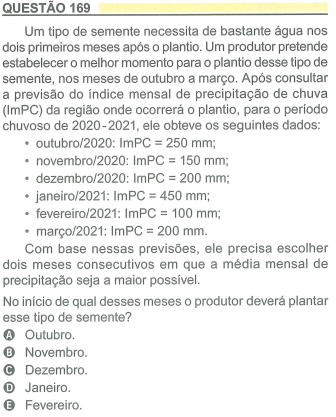 QUESTÃO 169
Um tipo de semente necessita de bastante água nos
dois primeiros meses após o plantio. Um produtor pretende
estabelecer o melhor momento para o plantio desse tipo de
semente, nos meses de outubro a março. Após consultar
a previsão do índice mensal de precipitação de chuva
(ImPC) da região onde ocorrerá o plantio, para o período
chuvoso de 2020-2021, ele obteve os seguintes dados:
• outubro/2020: ImPC = 250 mm;
• novembro/2020: ImPC = 150 mm;
• dezembro/2020: ImPC = 200 mm;
• janeiro/2021: ImPC = 450 mm;
• fevereiro/2021: ImPC = 100 mm;
• março/2021: ImPC = 200 mm.
Com base nessas previsões, ele precisa escolher
dois meses consecutivos em que a média mensal de
precipitação seja a maior possível.
No início de qual desses meses o produtor deverá plantar
esse tipo de semente?
A Outubro.
B Novembro.
C Dezembro.
D Janeiro.
E Fevereiro.